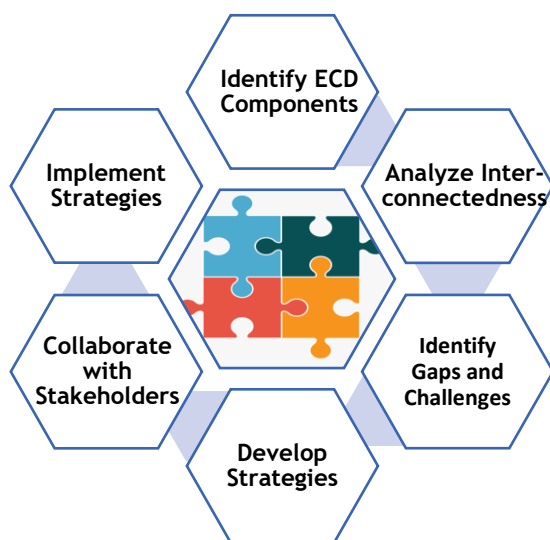 Identify ECD
Components
Analyze Inter-
connectedness
Identify
Gaps and
Challenges
Develop
Strategies
Collaborate
with
Stakeholders
Implement
Strategies